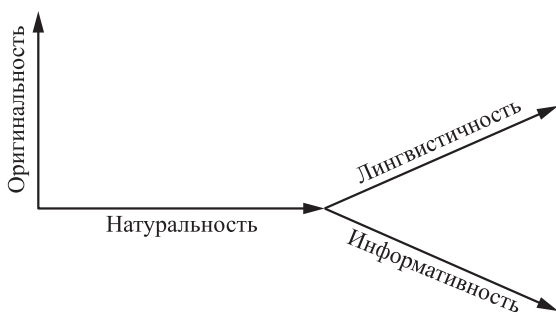 Оригинальность
Натуральность
Лингвистичность
Информативность